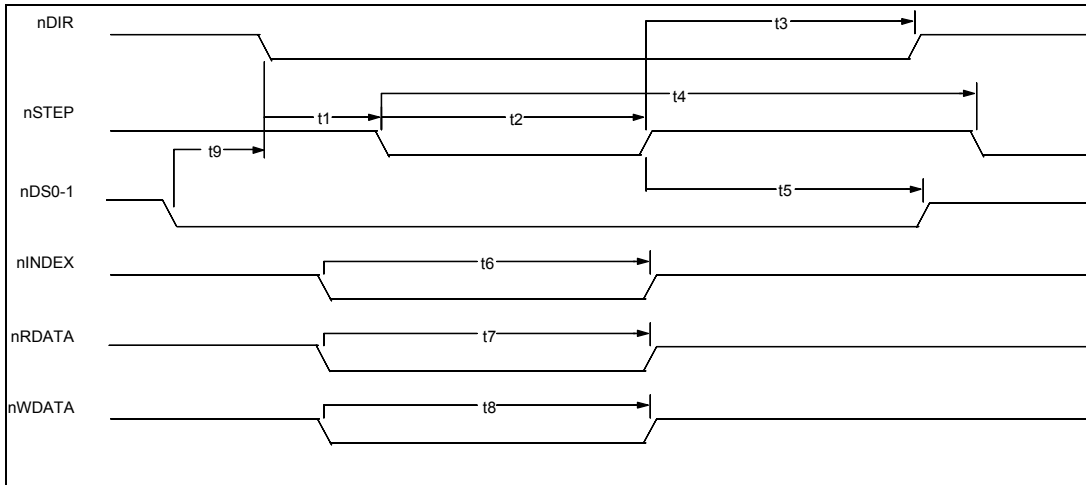 nDIR
t3
nSTEP
t4
t1
t2
t9
nDS0-1
t5
nINDEX
t6
nRDATA
t7
nWDATA
t8